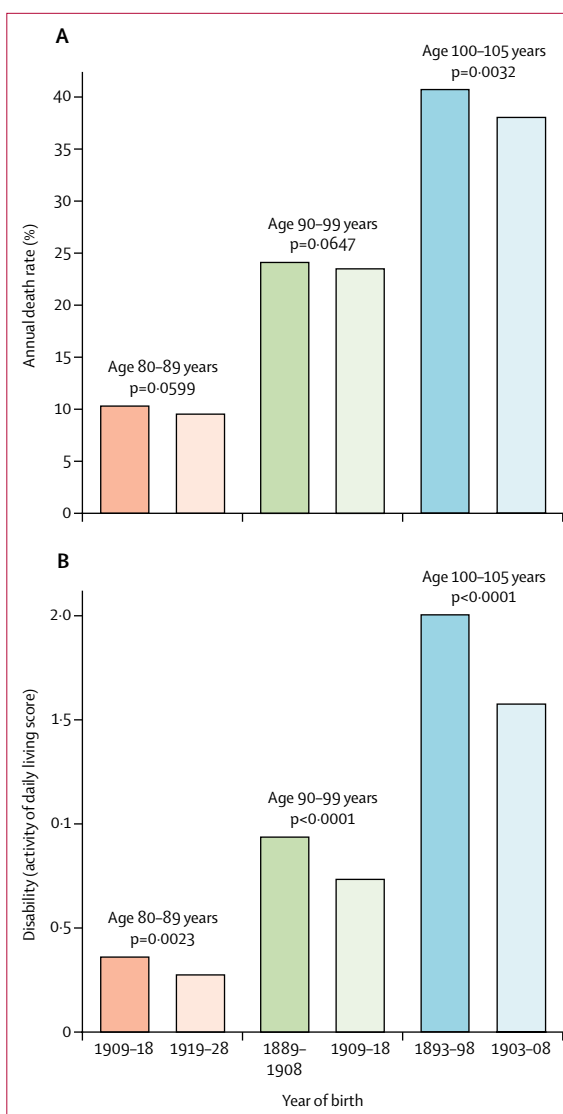 A
Age 100–105 years
p=0·0032
40
35
30
Age 90–99 years
p=0·0647
25
20
15
Age 80–89 years
p=0·0599
10
5
0
Annual death rate (%)
B
Age 100–105 years
p<0·0001
2·0
1·5
Age 90–99 years
p<0·0001
0·1
Age 80–89 years
p=0·0023
0·5
0
Disability (activity of daily living score)
1909–18
1919–28
1889–
1908
1909–18
1893–98
1903–08
Year of birth